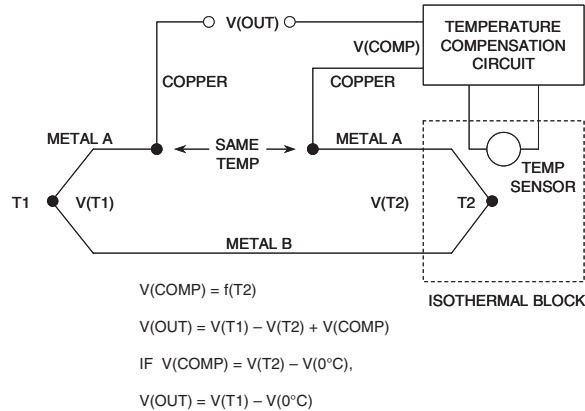 V(OUT)
TEMPERATURE
COMPENSATION
CIRCUIT
V(COMP)
COPPER
COPPER
METAL A
SAME
TEMP
METAL A
TEMP
SENSOR
T1
V(T1)
V(T2)
T2
METAL B
ISOTHERMAL BLOCK
V(COMP) = f(T2)
V(OUT) = V(T1) – V(T2) + V(COMP)
IF V(COMP) = V(T2) – V(0°C),
V(OUT) = V(T1) – V(0°C)